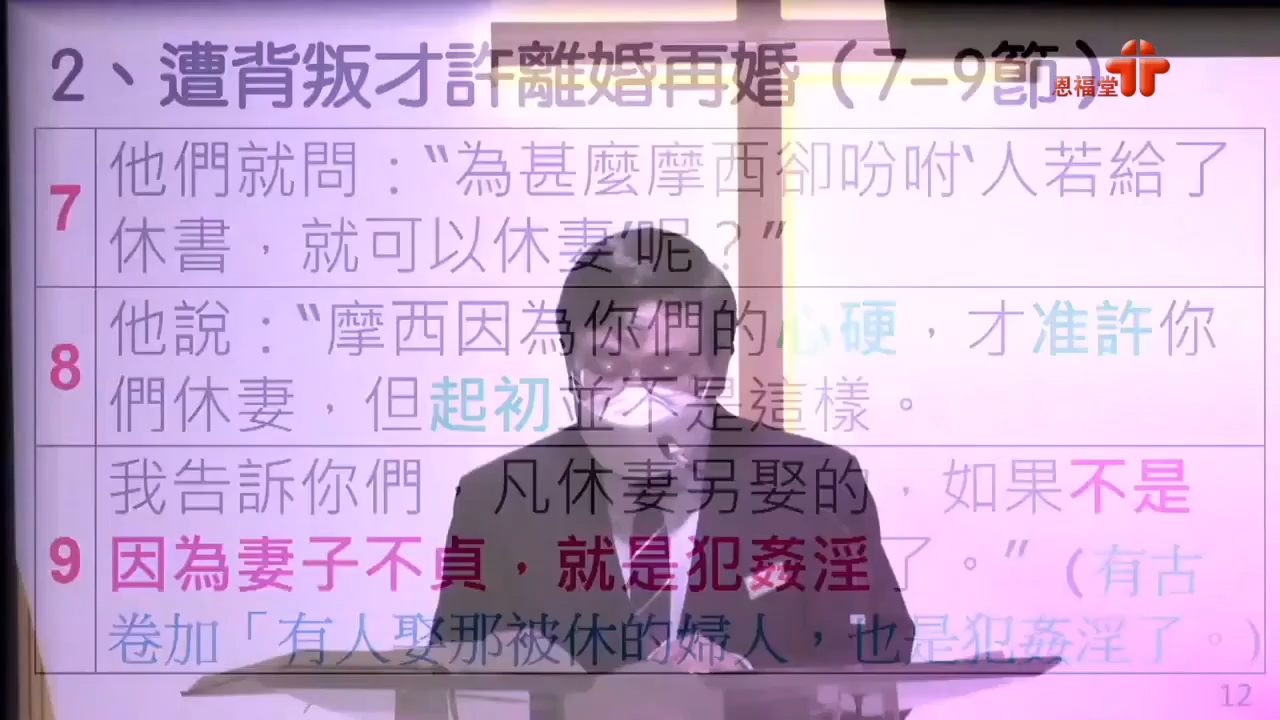 2、遭背叛才許離婚再婚（7–9節）
恩福堂
7
他們就問：“為甚麼摩西卻吩咐‘人若給了
休書，就可以休妻’呢？”
8
他說：“摩西因為你們的心硬，才准許你
們休妻，但起初並不是這樣。
9
我告訴你們，凡休妻另娶的，如果不是
因為妻子不貞，就是犯姦淫了。”（有古
卷加「有人娶那被休的婦人，也是犯姦淫了。）
12